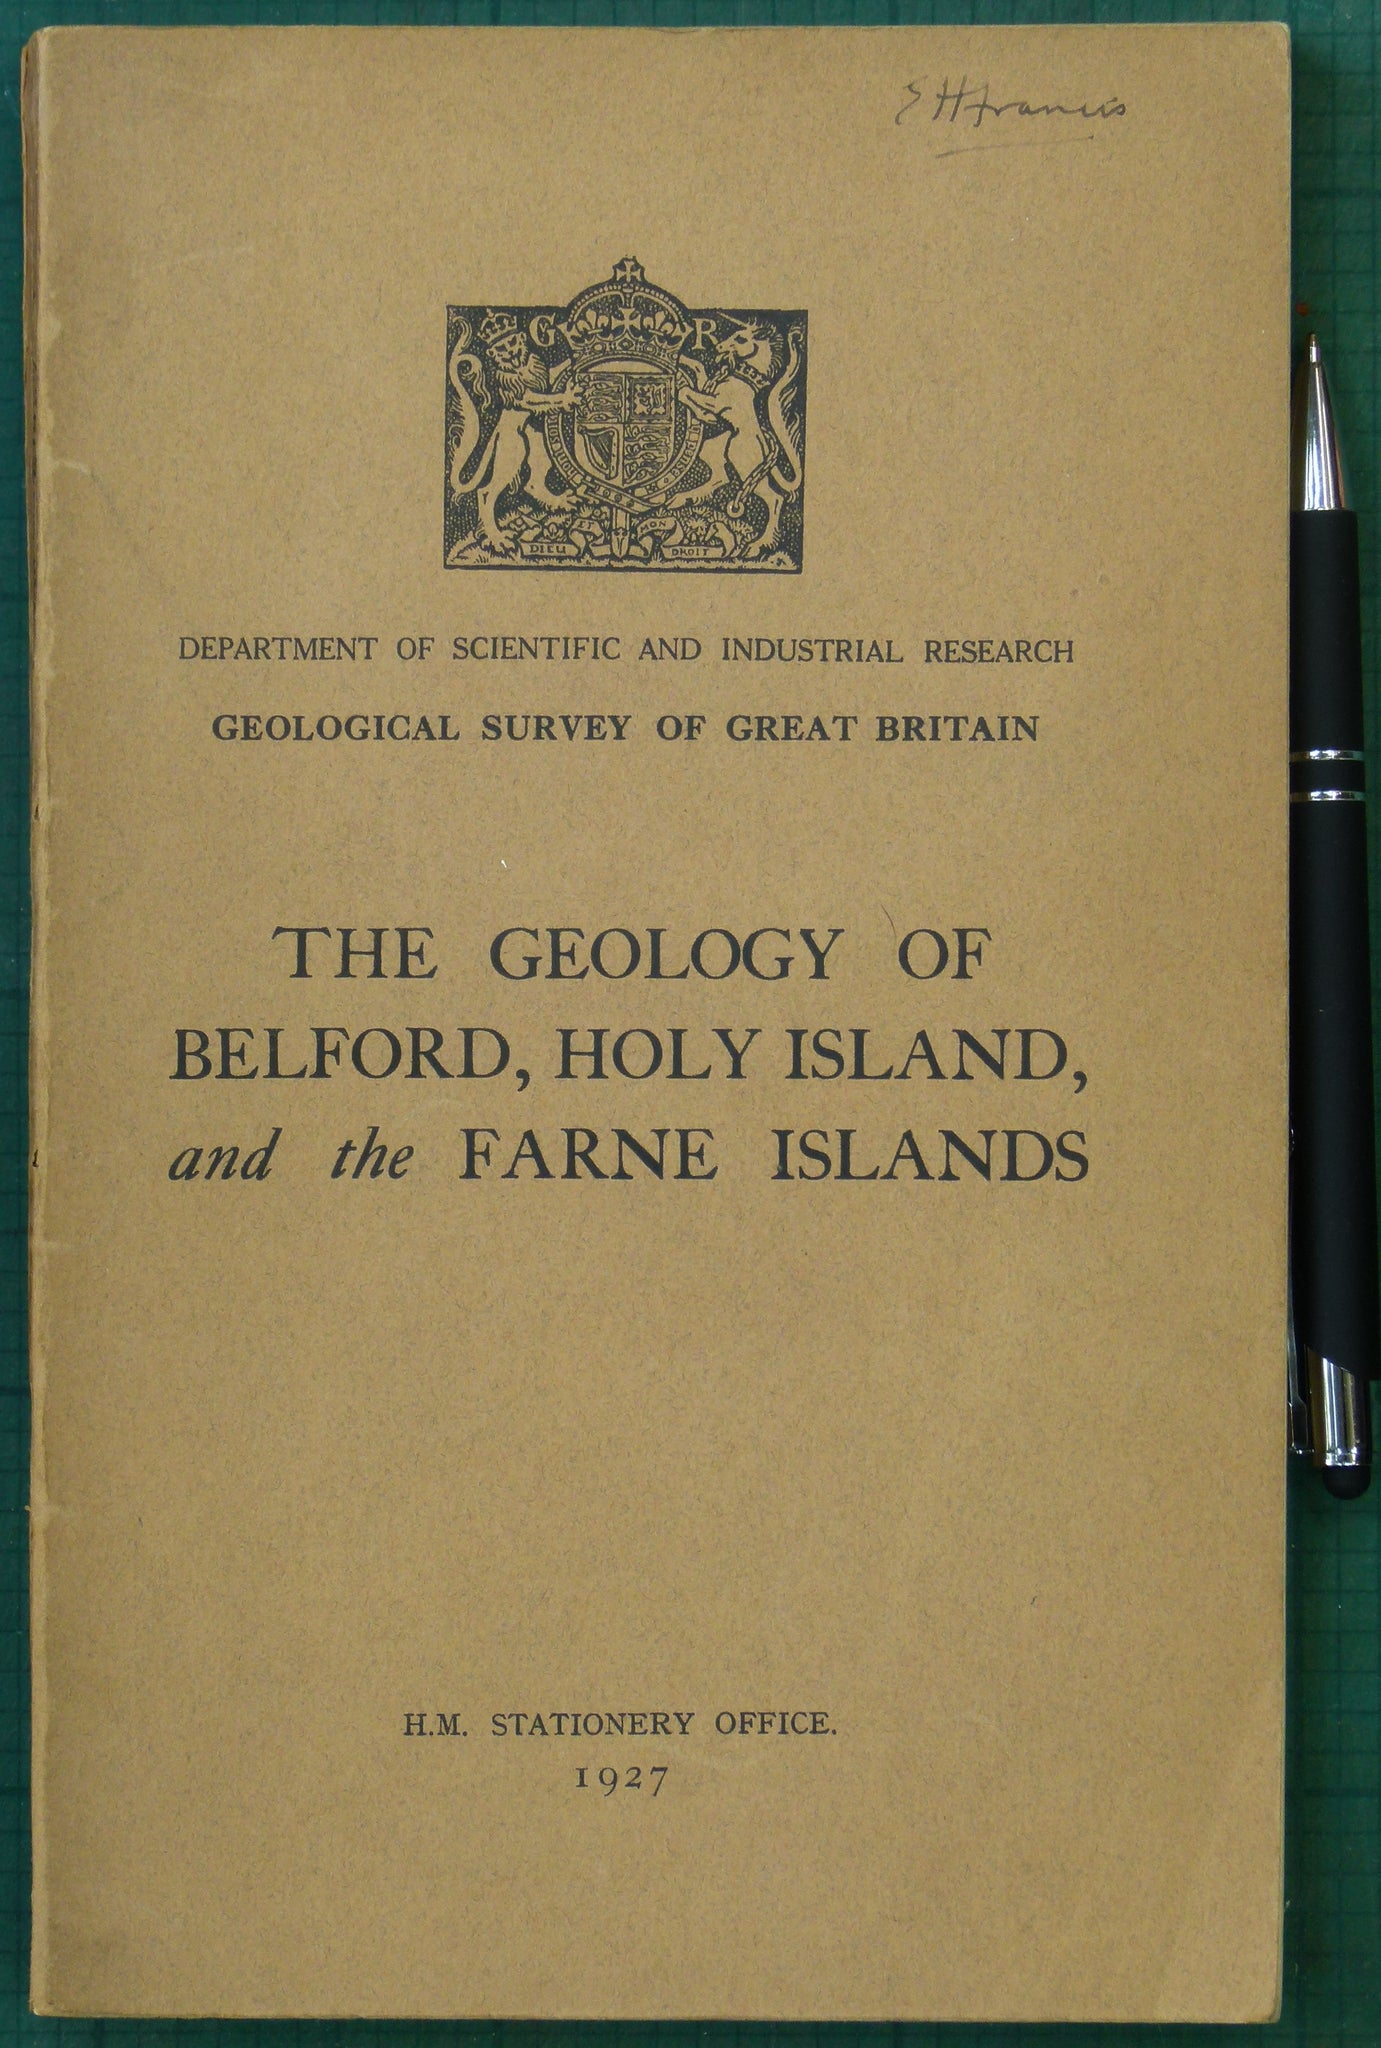 E H Francis
G R
DIEU ET MON DROIT
DEPARTMENT OF SCIENTIFIC AND INDUSTRIAL RESEARCH
GEOLOGICAL SURVEY OF GREAT BRITAIN
THE GEOLOGY OF
BELFORD, HOLY ISLAND,
and the FARNE ISLANDS
H.M. STATIONERY OFFICE.
1927